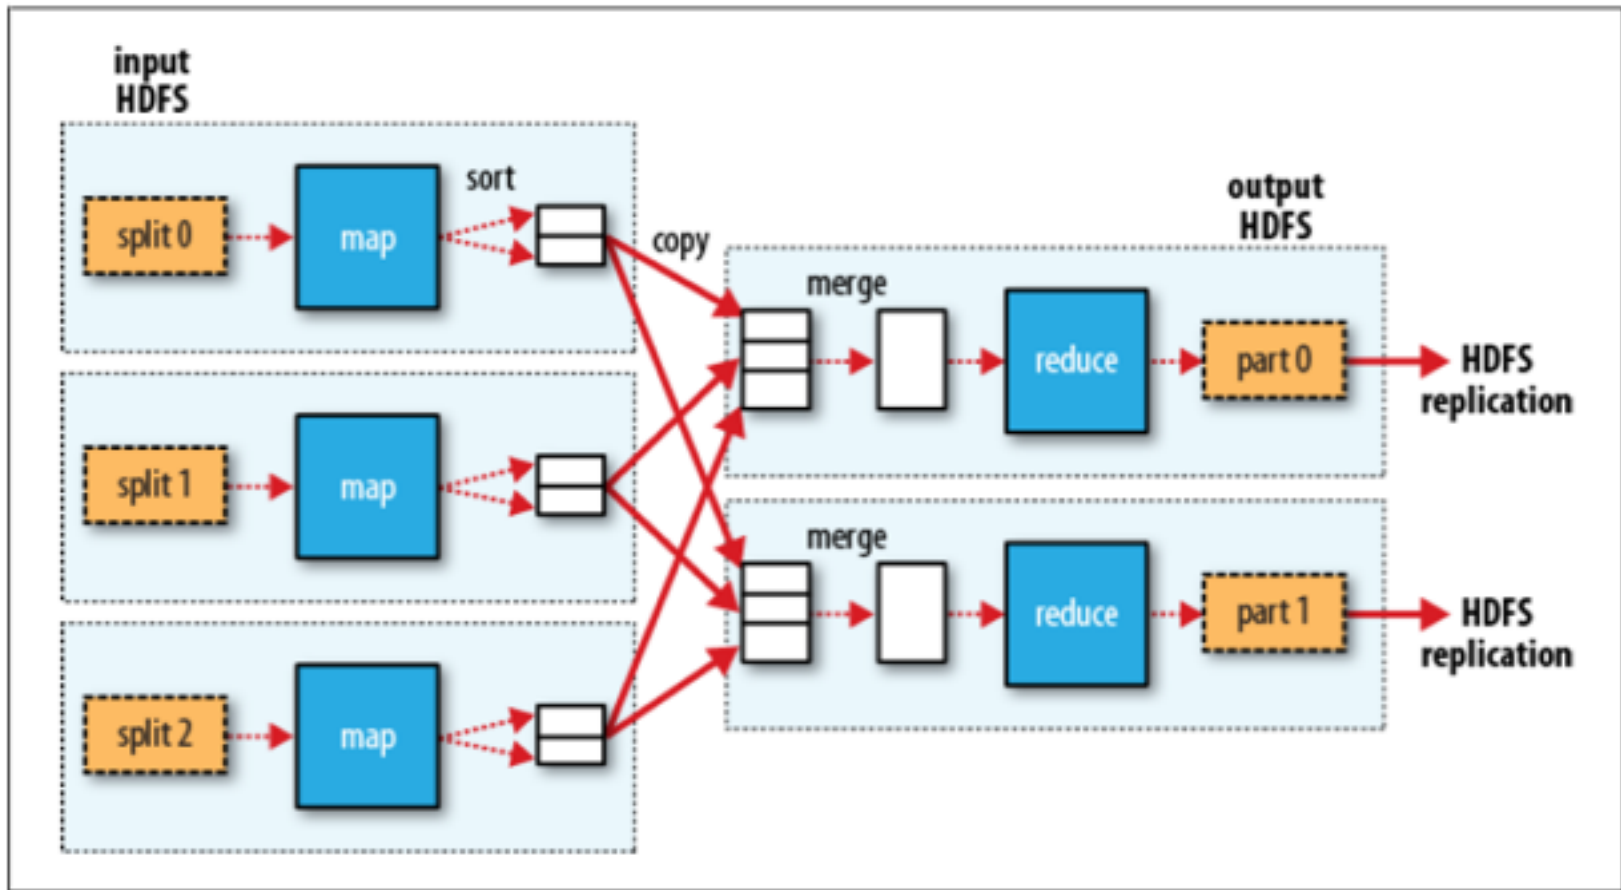 input
HDFS
split 0
map
sort
copy
split 1
map
split 2
map
output
HDFS
merge
reduce
part 0
HDFS
replication
merge
reduce
part 1
HDFS
replication